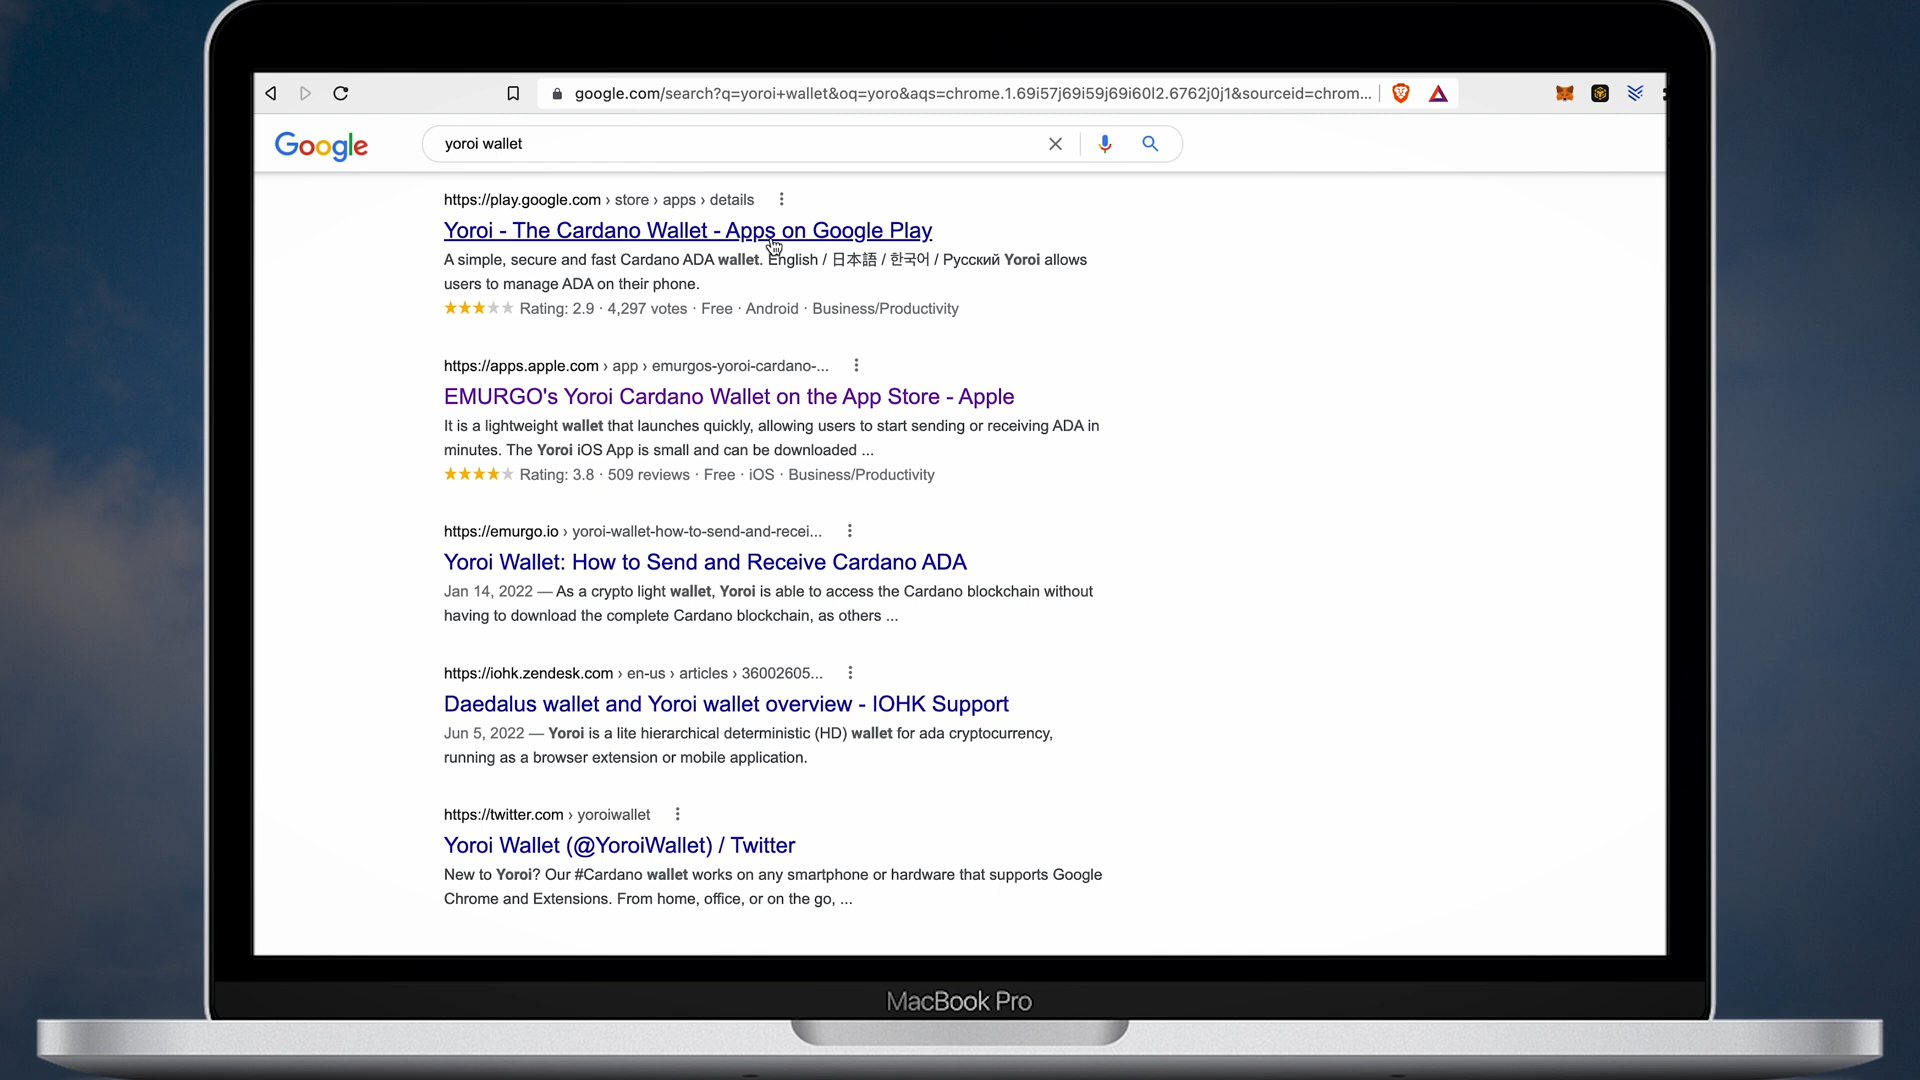 google.com/search?q=yoroi+wallet&oq=yoro&aqs=chrome.1.69i57j69i59j69i60l2.6762j0j1&sourceid=chrom...
Google
yoroi wallet
https://play.google.com › store › apps › details
Yoroi - The Cardano Wallet - Apps on Google Play
A simple, secure and fast Cardano ADA wallet. English / 日本語 / 한국어 / Русский Yoroi allows
users to manage ADA on their phone.
Rating: 2.9 · 4,297 votes · Free · Android · Business/Productivity
https://apps.apple.com › app › emurgos-yoroi-cardano-...
EMURGO's Yoroi Cardano Wallet on the App Store - Apple
It is a lightweight wallet that launches quickly, allowing users to start sending or receiving ADA in
minutes. The Yoroi iOS App is small and can be downloaded ...
Rating: 3.8 · 509 reviews · Free · iOS · Business/Productivity
https://emurgo.io › yoroi-wallet-how-to-send-and-recei...
Yoroi Wallet: How to Send and Receive Cardano ADA
Jan 14, 2022 — As a crypto light wallet, Yoroi is able to access the Cardano blockchain without
having to download the complete Cardano blockchain, as others ...
https://iohk.zendesk.com › en-us › articles › 36002605...
Daedalus wallet and Yoroi wallet overview - IOHK Support
Jun 5, 2022 — Yoroi is a lite hierarchical deterministic (HD) wallet for ada cryptocurrency,
running as a browser extension or mobile application.
https://twitter.com › yoroiwallet
Yoroi Wallet (@YoroiWallet) / Twitter
New to Yoroi? Our #Cardano wallet works on any smartphone or hardware that supports Google
Chrome and Extensions. From home, office, or on the go, ...
MacBook Pro